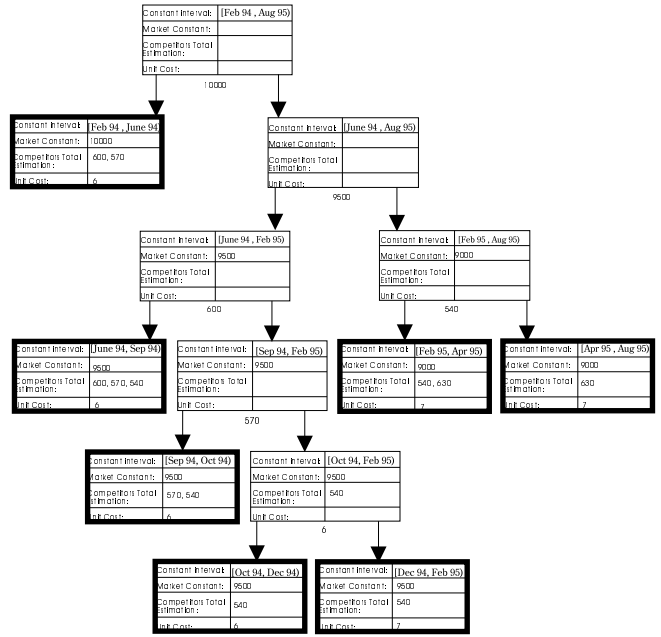 Constant Interval: [Feb 94 , Aug 95)
Market Constant:
Competitors Total
Estimation:
Unit Cost:
10000
Constant Interval: [Feb 94 , June 94)
Market Constant: 10000
Competitors Total 600, 570
Estimation:
Unit Cost: 6
Constant Interval: [June 94 , Aug 95)
Market Constant:
Competitors Total
Estimation:
Unit Cost:
9500
Constant Interval: [June 94 , Feb 95)
Market Constant: 9500
Competitors Total
Estimation:
Unit Cost:
600
Constant Interval: [Feb 95 , Aug 95)
Market Constant: 9000
Competitors Total
Estimation:
Unit Cost:
540
Constant Interval: [June 94, Sep 94)
Market Constant: 9500
Competitors Total 600, 570, 540
Estimation:
Unit Cost: 6
Constant Interval: [Sep 94, Feb 95)
Market Constant: 9500
Competitors Total
Estimation:
Unit Cost:
570
Constant Interval: [Feb 95, Apr 95)
Market Constant: 9000
Competitors Total 540, 630
Estimation:
Unit Cost: 7
Constant Interval: [Apr 95 , Aug 95)
Market Constant: 9000
Competitors Total 630
Estimation:
Unit Cost: 7
Constant Interval: [Sep 94, Oct 94)
Market Constant: 9500
Competitors Total 570, 540
Estimation:
Unit Cost: 6
Constant Interval: [Oct 94, Feb 95)
Market Constant: 9500
Competitors Total 540
Estimation:
Unit Cost:
6
Constant Interval: [Oct 94, Dec 94)
Market Constant: 9500
Competitors Total 540
Estimation:
Unit Cost: 6
Constant Interval: [Dec 94, Feb 95)
Market Constant: 9500
Competitors Total 540
Estimation:
Unit Cost: 7